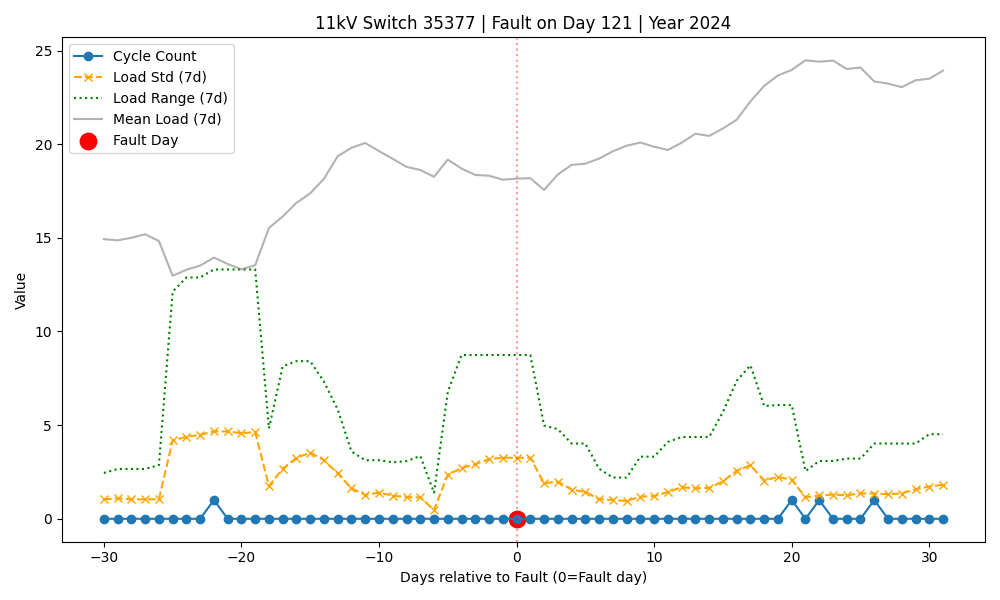 11kV Switch 35377 | Fault on Day 121 | Year 2024
Cycle Count
Load Std (7d)
Load Range (7d)
Mean Load (7d)
Fault Day
Value
25
20
15
10
5
0
−30
−20
−10
0
10
20
30
Days relative to Fault (0=Fault day)